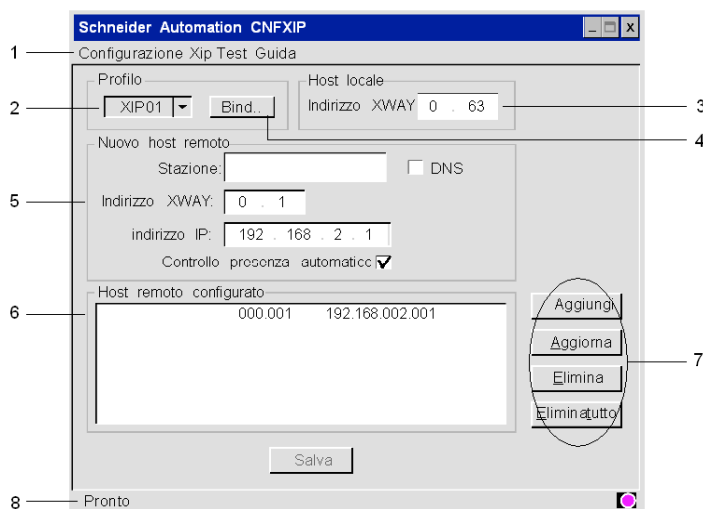 Schneider Automation CNFXIP
1
Configurazione Xip Test Guida
Profilo
Host locale
2
XIP01
Bind..
Indirizzo XWAY
0 . 63
3
4
Nuovo host remoto
Stazione:
DNS
5
Indirizzo XWAY:
0 . 1
indirizzo IP:
192 . 168 . 2 . 1
Controllo presenza automatico
Host remoto configurato
6
000.001 192.168.002.001
Aggiungi
Aggiorna
7
Elimina
Elimina tutto
Salva
8
Pronto